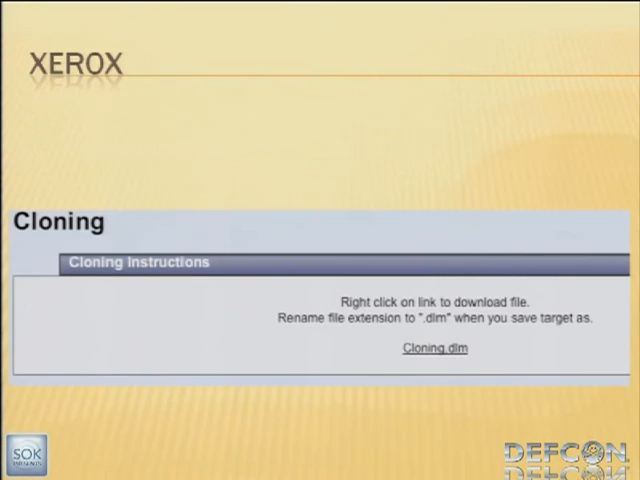 XEROX
Cloning
Cloning Instructions
Right click on link to download file.
Rename file extension to ".dlm" when you save target as.
Cloning.dlm
SOK
PRESENTS
DEFCON